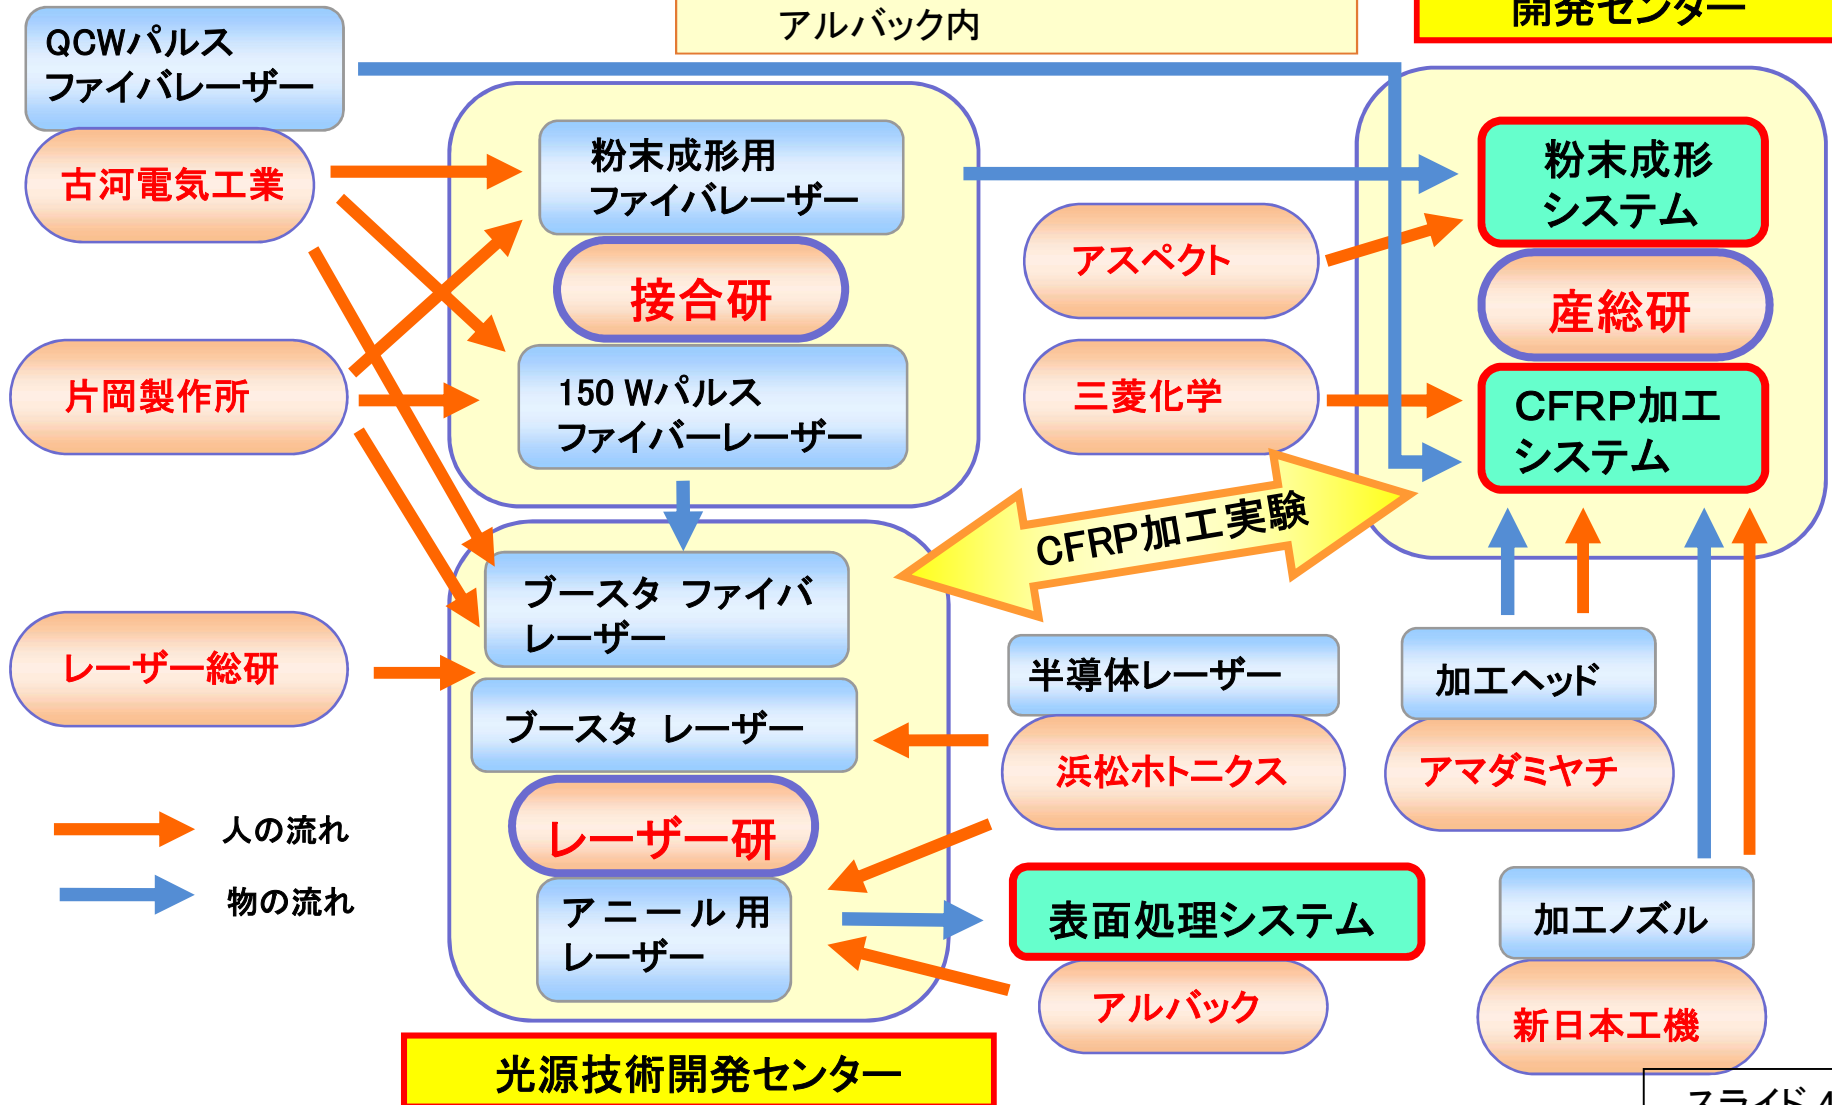 アルバック内
開発センター
QCWパルス
ファイバレーザー
古河電気工業
片岡製作所
レーザー総研
人の流れ
物の流れ
粉末成形用
ファイバレーザー
接合研
150 Wパルス
ファイバーレーザー
ブースタ ファイバ
レーザー
ブースタ レーザー
レーザー研
アニール用
レーザー
光源技術開発センター
アスペクト
三菱化学
CFRP加工実験
半導体レーザー
浜松ホトニクス
表面処理システム
アルバック
粉末成形
システム
産総研
CFRP加工
システム
加工ヘッド
アマダミヤチ
加工ノズル
新日本工機
スライド 4